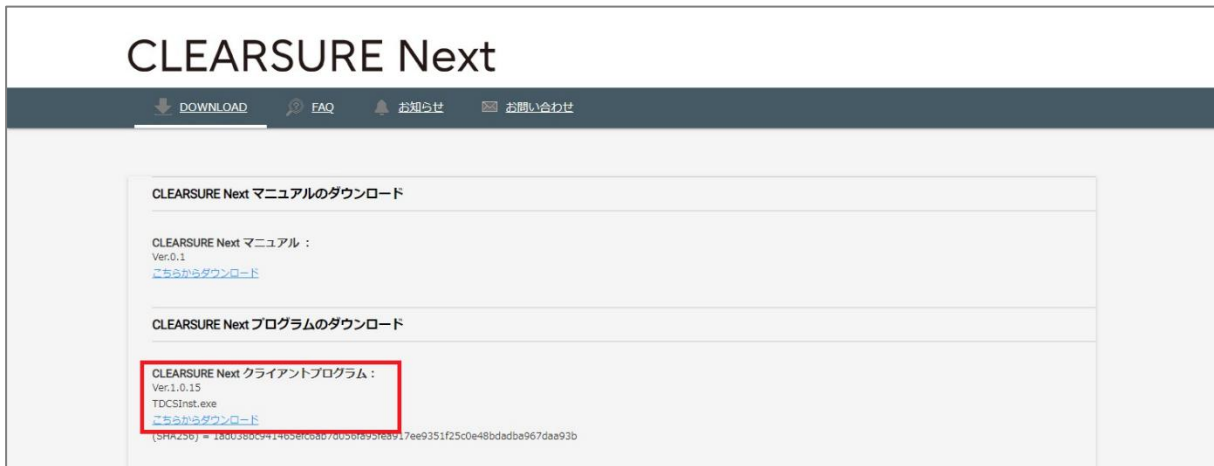 CLEARSURE Next
DOWNLOAD FAQ お知らせ お問い合わせ
CLEARSURE Next マニュアルのダウンロード
CLEARSURE Next マニュアル ：
Ver.0.1
こちらからダウンロード
CLEARSURE Next プログラムのダウンロード
CLEARSURE Next クライアントプログラム：
Ver.1.0.15
TDCSInst.exe
こちらからダウンロード
(SHA256) =